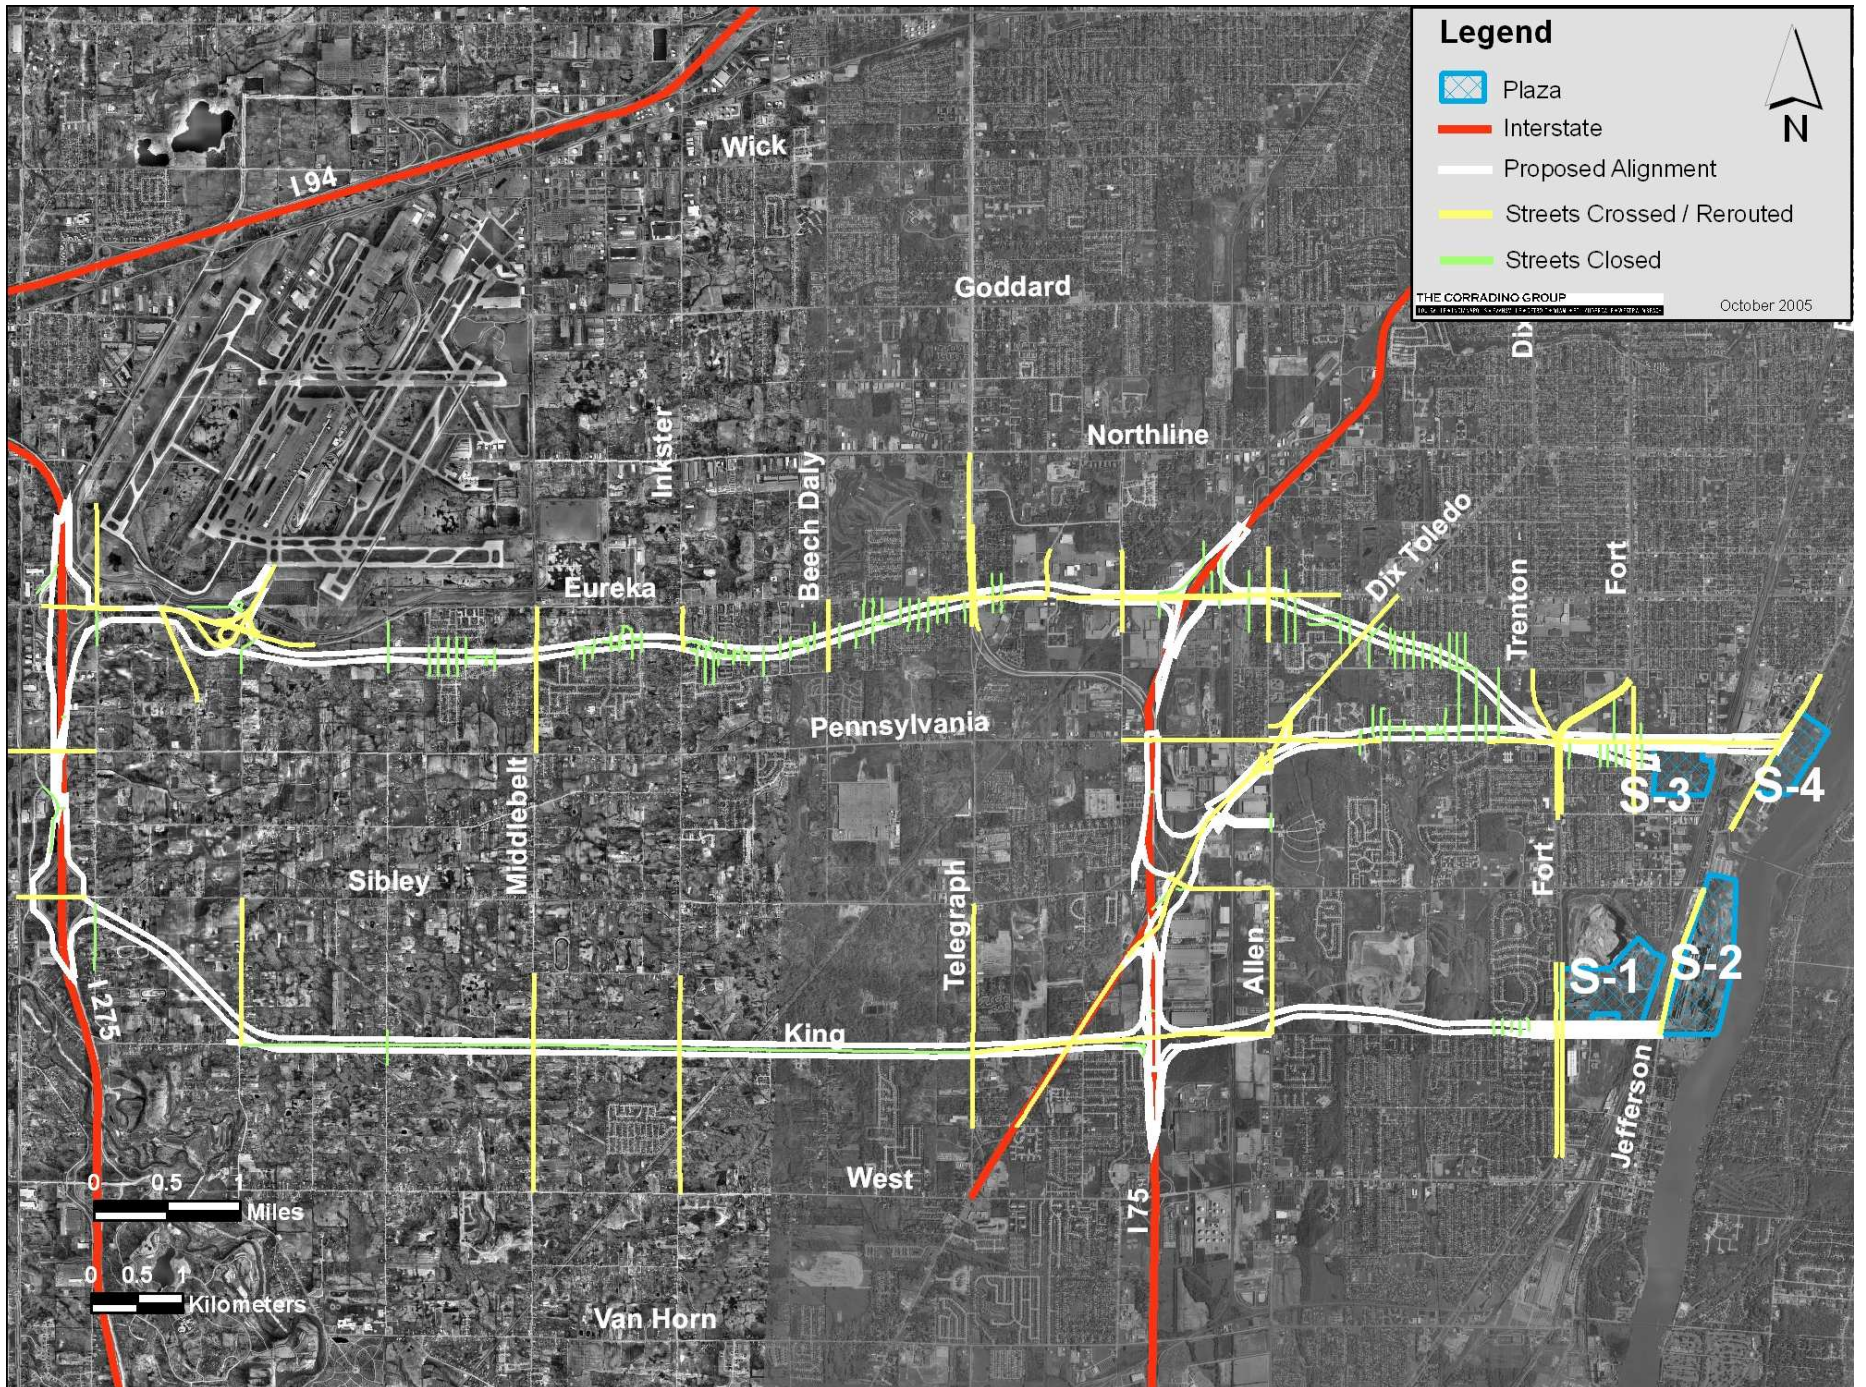 Legend
Plaza
Interstate
Proposed Alignment
Streets Crossed / Rerouted
Streets Closed
N
THE CORRADINO GROUP
October 2005
Wick
I 94
Goddard
Dix
Northline
Inkster
Beech Daly
Eureka
Dix Toledo
Trenton
Fort
Pennsylvania
Middlebelt
S-3
S-4
Sibley
Telegraph
Fort
Allen
S-1
S-2
I 275
King
Jefferson
West
I 75
0 0.5 1
Miles
0 0.5 1
Kilometers
Van Horn